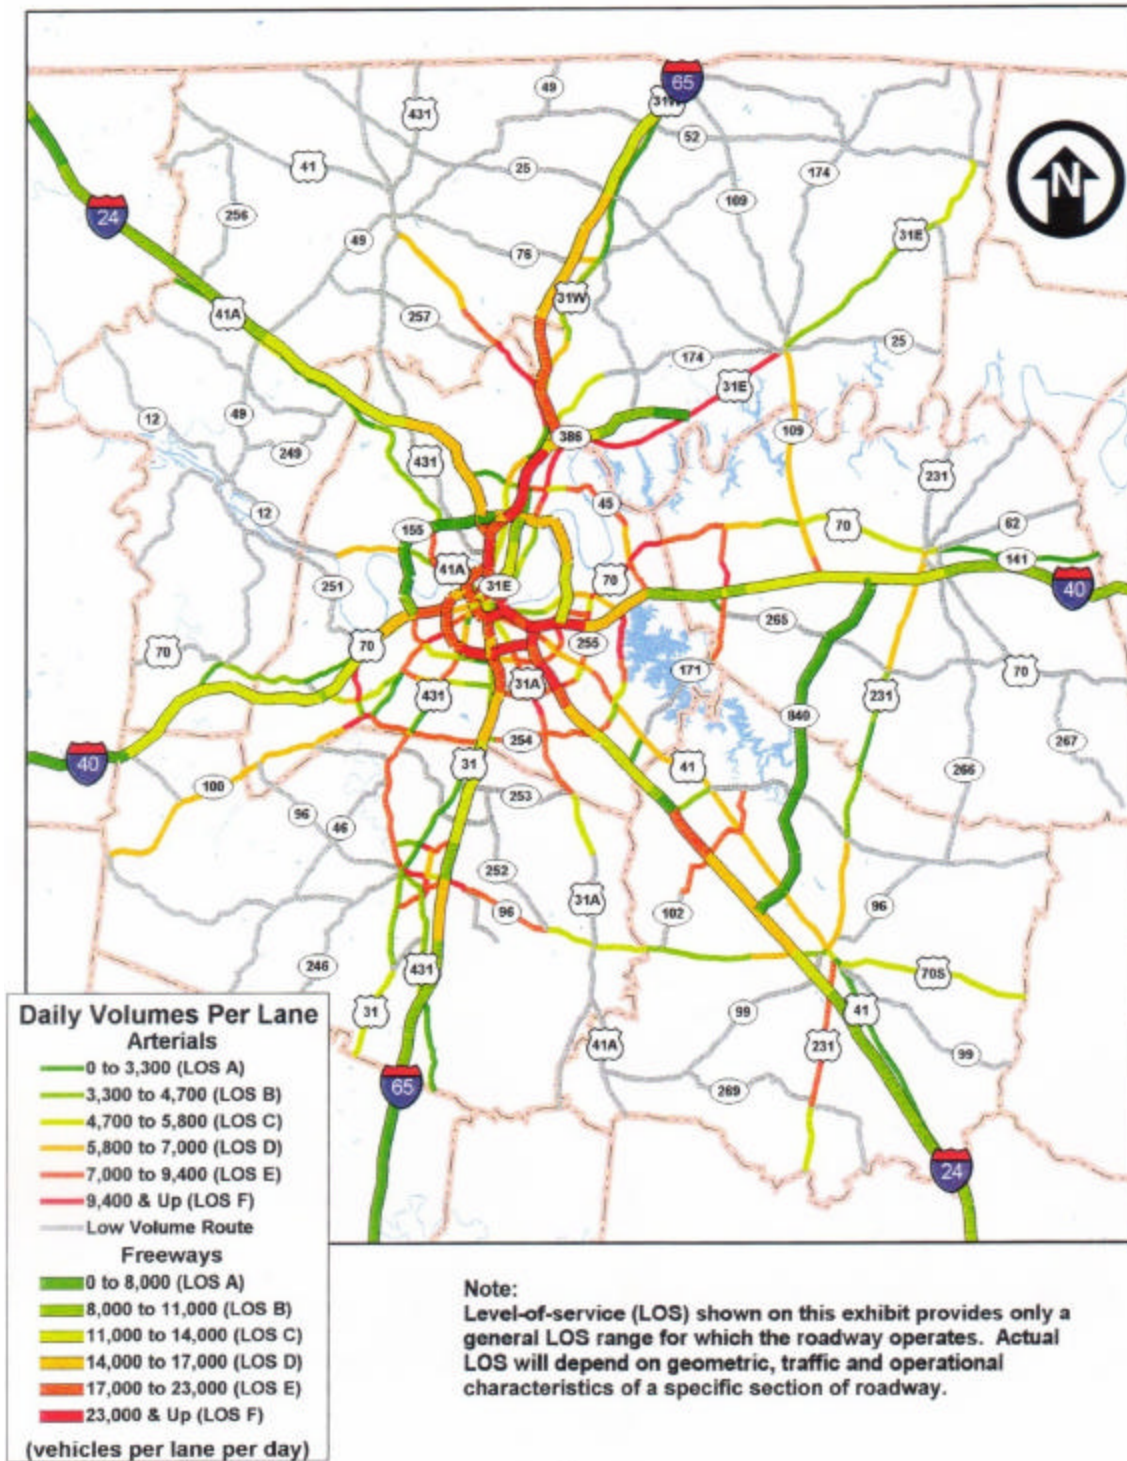 65
31W
49
431
52
41
25
174
109
24
256
49
31E
76
31W
41A
257
174
25
31E
49
12
109
386
249
431
231
45
12
62
155
70
141
41A
31E
70
40
251
265
255
70
70
171
70
431
31A
231
840
254
267
40
31
41
266
100
253
96
46
252
31A
96
96
102
246
431
70S
31
99
41
41A
231
99
65
269
24
N
Daily Volumes Per Lane
Arterials
0 to 3,300 (LOS A)
3,300 to 4,700 (LOS B)
4,700 to 5,800 (LOS C)
5,800 to 7,000 (LOS D)
7,000 to 9,400 (LOS E)
9,400 & Up (LOS F)
Low Volume Route
Freeways
0 to 8,000 (LOS A)
8,000 to 11,000 (LOS B)
11,000 to 14,000 (LOS C)
14,000 to 17,000 (LOS D)
17,000 to 23,000 (LOS E)
23,000 & Up (LOS F)
(vehicles per lane per day)
Note:
Level-of-service (LOS) shown on this exhibit provides only a
general LOS range for which the roadway operates. Actual
LOS will depend on geometric, traffic and operational
characteristics of a specific section of roadway.